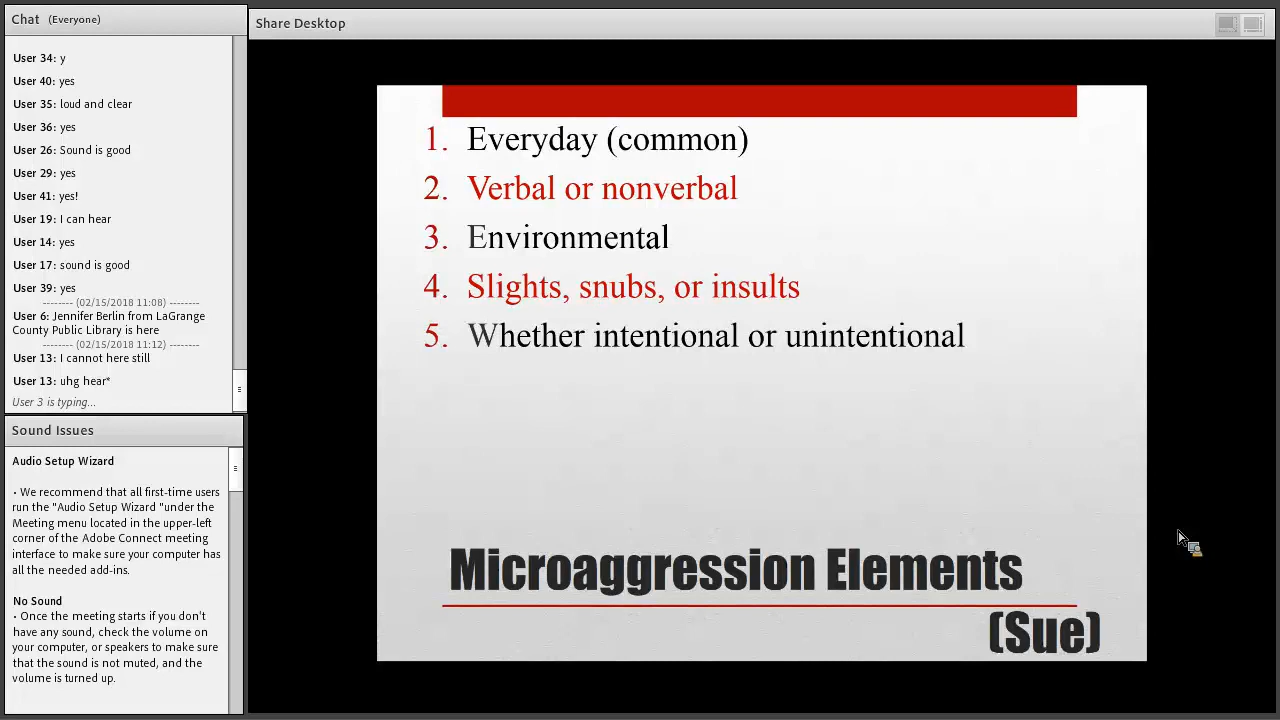 Chat (Everyone)
User 34: y
User 40: yes
User 35: loud and clear
User 36: yes
User 26: Sound is good
User 29: yes
User 41: yes!
User 19: I can hear
User 14: yes
User 17: sound is good
User 39: yes
-------- (02/15/2018 11:08) --------
User 6: Jennifer Berlin from LaGrange
County Public Library is here
-------- (02/15/2018 11:12) --------
User 13: I cannot here still
User 13: uhg hear*
User 3 is typing...
Sound Issues
Audio Setup Wizard
• We recommend that all first-time users
run the "Audio Setup Wizard "under the
Meeting menu located in the upper-left
corner of the Adobe Connect meeting
interface to make sure your computer has
all the needed add-ins.
No Sound
• Once the meeting starts if you don't
have any sound, check the volume on
your computer, or speakers to make sure
that the sound is not muted, and the
volume is turned up.
Share Desktop
1. Everyday (common)
2. Verbal or nonverbal
3. Environmental
4. Slights, snubs, or insults
5. Whether intentional or unintentional
Microaggression Elements
(Sue)